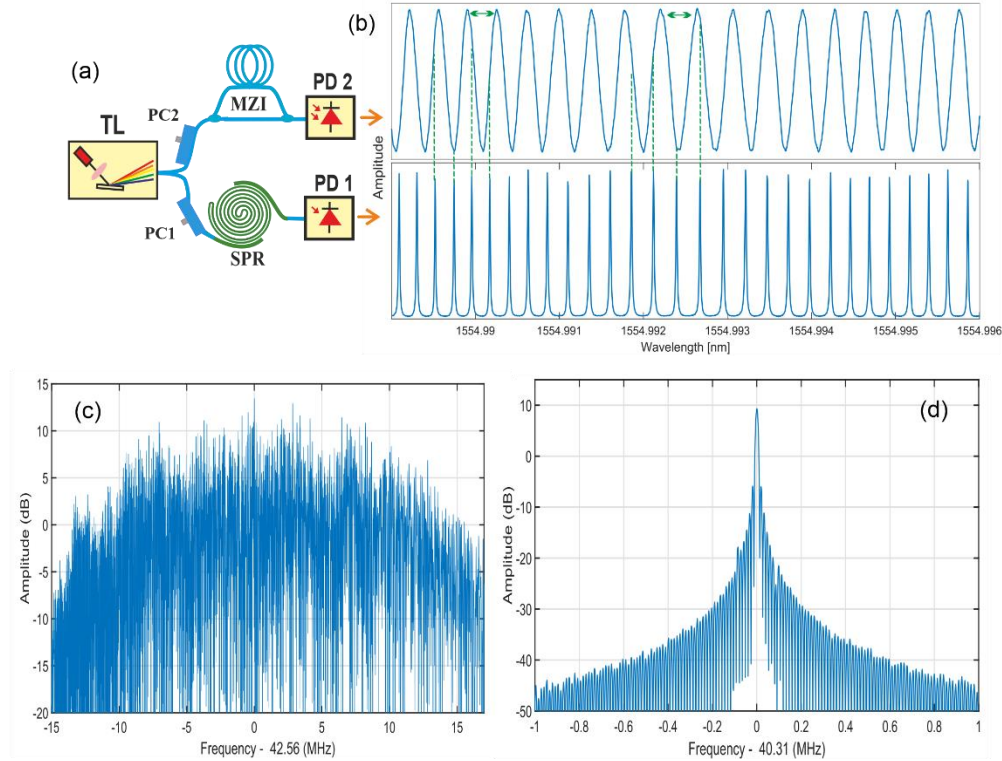 (a)
TL
PC2
MZI
PD 2
PC1
SPR
PD 1
(b)
Amplitude
1554.99 1554.991 1554.992 1554.993 1554.994 1554.995 1554.996
Wavelength [nm]
(c)
Amplitude (dB)
15
10
5
0
-5
-10
-15
-20
-15 -10 -5 0 5 10 15
Frequency - 42.56 (MHz)
(d)
Amplitude (dB)
10
0
-10
-20
-30
-40
-50
-1 -0.8 -0.6 -0.4 -0.2 0 0.2 0.4 0.6 0.8 1
Frequency - 40.31 (MHz)